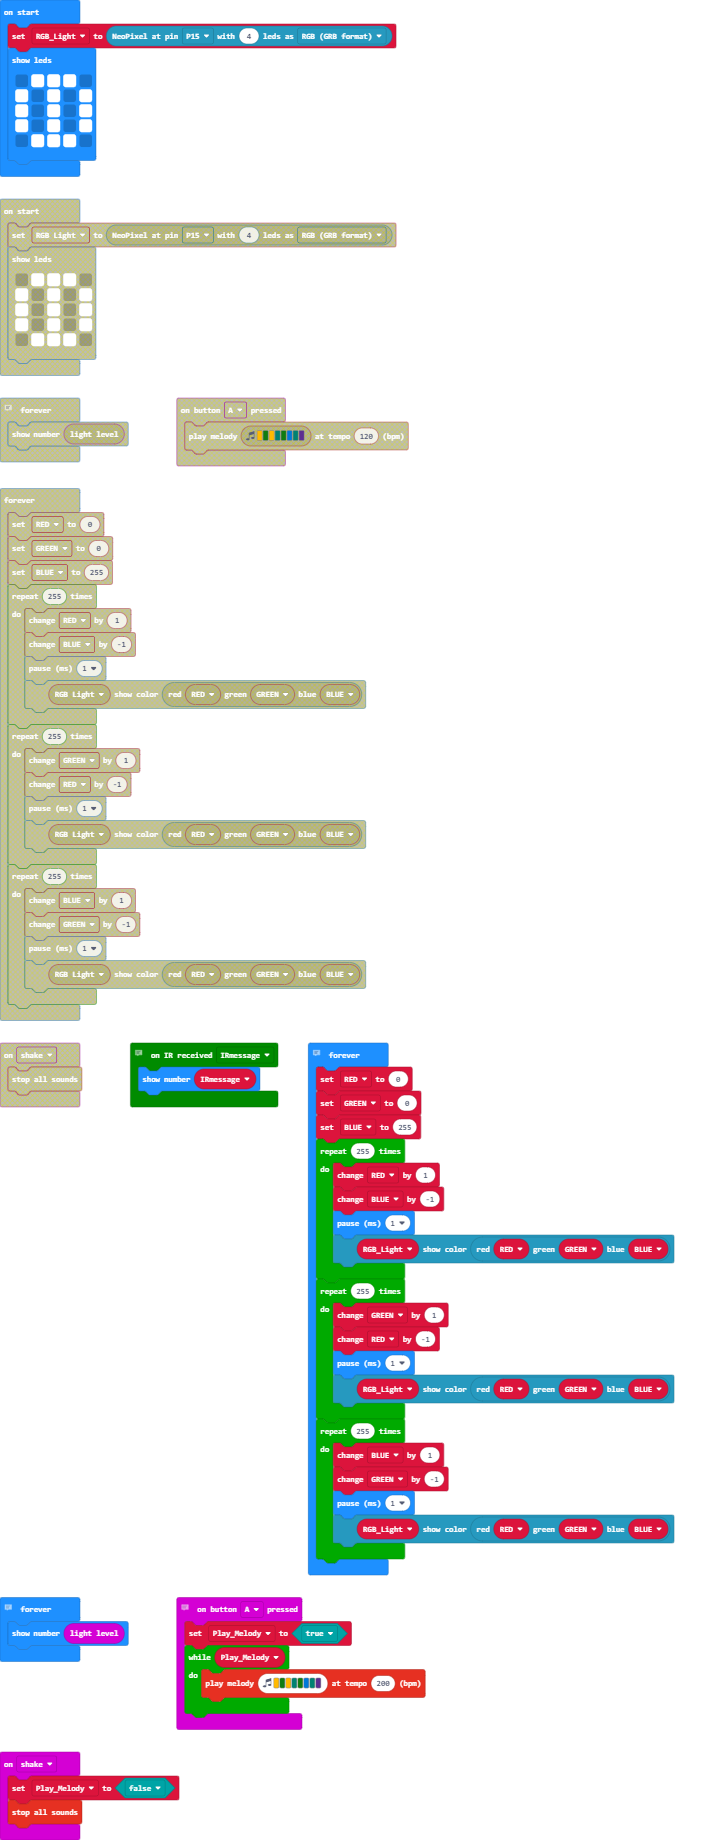 on start
set RGB_Light to NeoPixel at pin P15 with 4 leds as RGB (GRB format)
show leds
on start
set RGB Light to NeoPixel at pin P15 with 4 leds as RGB (GRB format)
show leds
forever
show number light level
on button A pressed
play melody at tempo 120 (bpm)
forever
set RED to 0
set GREEN to 0
set BLUE to 255
repeat 255 times
do
change RED by 1
change BLUE by -1
pause (ms) 1
RGB Light show color red RED green GREEN blue BLUE
repeat 255 times
do
change GREEN by 1
change RED by -1
pause (ms) 1
RGB Light show color red RED green GREEN blue BLUE
repeat 255 times
do
change BLUE by 1
change GREEN by -1
pause (ms) 1
RGB Light show color red RED green GREEN blue BLUE
on shake
stop all sounds
on IR received IRmessage
show number IRmessage
forever
set RED to 0
set GREEN to 0
set BLUE to 255
repeat 255 times
do
change RED by 1
change BLUE by -1
pause (ms) 1
RGB_Light show color red RED green GREEN blue BLUE
repeat 255 times
do
change GREEN by 1
change RED by -1
pause (ms) 1
RGB_Light show color red RED green GREEN blue BLUE
repeat 255 times
do
change BLUE by 1
change GREEN by -1
pause (ms) 1
RGB_Light show color red RED green GREEN blue BLUE
forever
show number light level
on button A pressed
set Play_Melody to true
while Play_Melody
do
play melody at tempo 200 (bpm)
on shake
set Play_Melody to false
stop all sounds